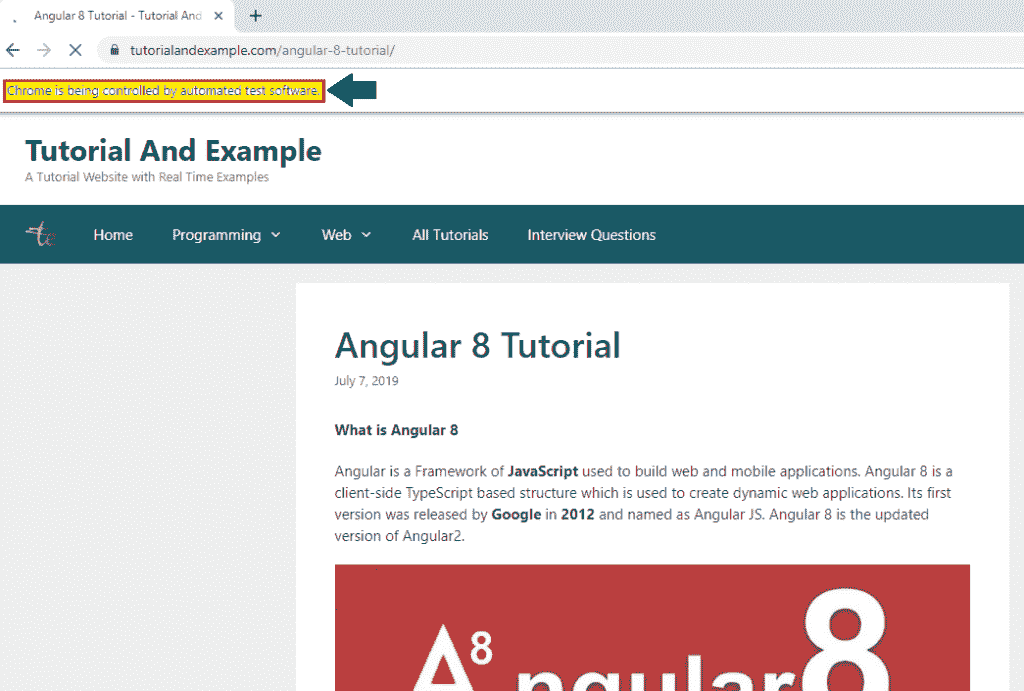 Angular 8 Tutorial - Tutorial And
tutorialandexample.com/angular-8-tutorial/
Chrome is being controlled by automated test software.
Tutorial And Example
A Tutorial Website with Real Time Examples
te Home Programming Web All Tutorials Interview Questions
Angular 8 Tutorial
July 7, 2019
What is Angular 8
Angular is a Framework of JavaScript used to build web and mobile applications. Angular 8 is a
client-side TypeScript based structure which is used to create dynamic web applications. Its first
version was released by Google in 2012 and named as Angular JS. Angular 8 is the updated
version of Angular2.
A8 ngular8